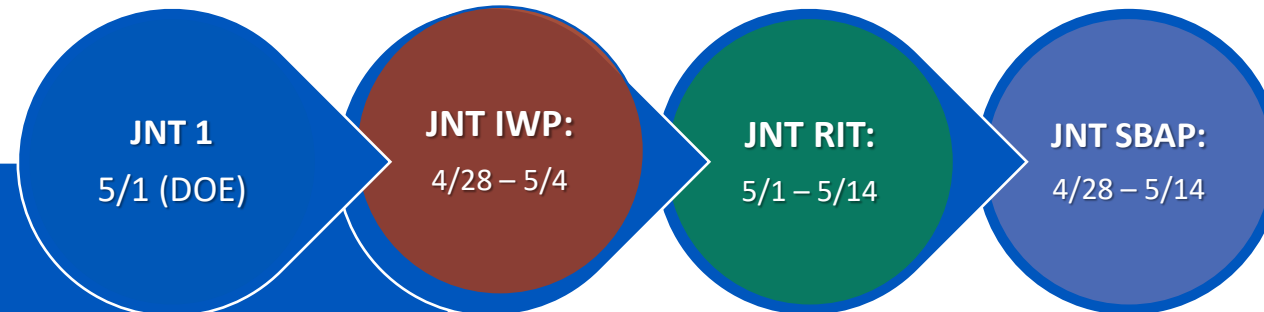 JNT 1
5/1 (DOE)
JNT IWP:
4/28 – 5/4
JNT RIT:
5/1 – 5/14
JNT SBAP:
4/28 – 5/14